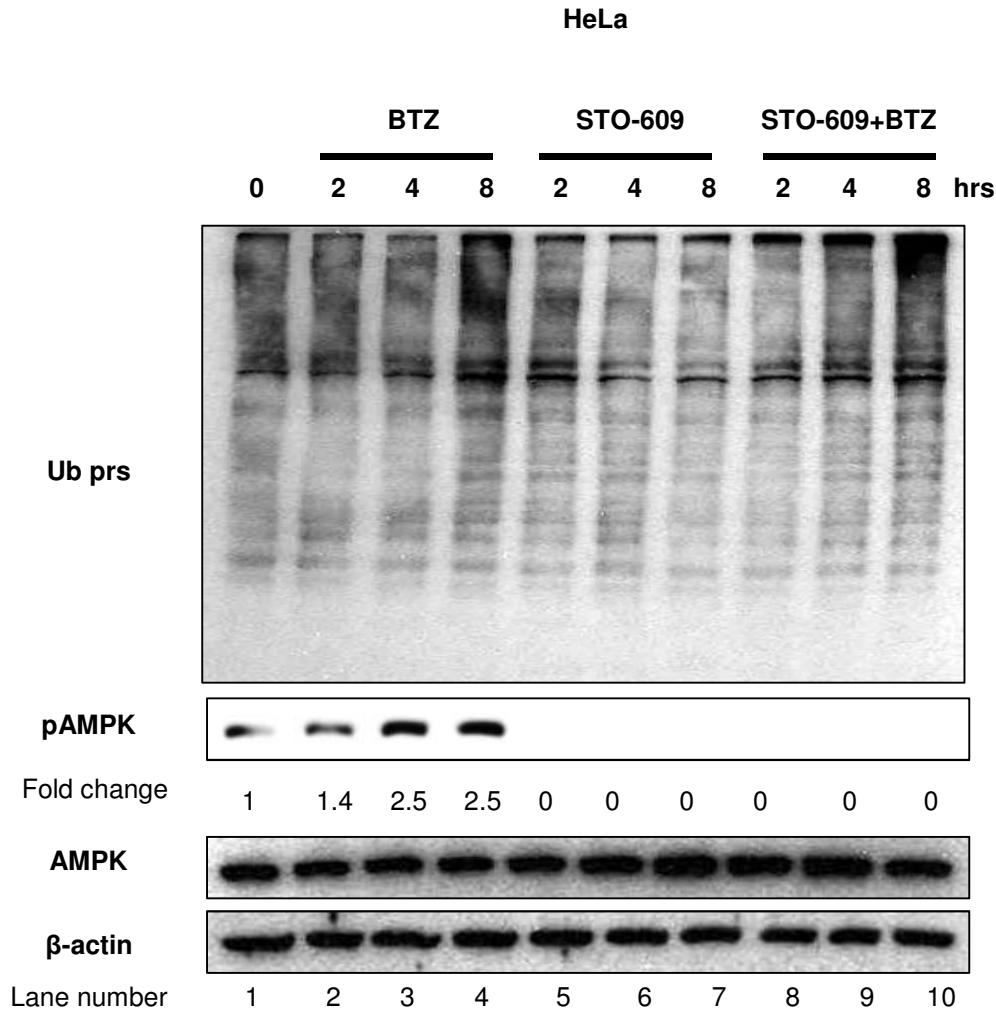 HeLa
BTZ STO-609 STO-609+BTZ
0 2 4 8 2 4 8 2 4 8 hrs
Ub prs
pAMPK
Fold change 1 1.4 2.5 2.5 0 0 0 0 0 0
AMPK
β-actin
Lane number 1 2 3 4 5 6 7 8 9 10